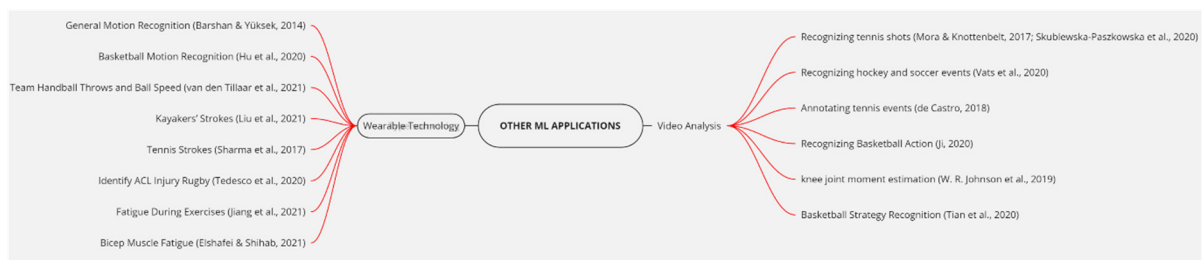 General Motion Recognition (Barshan & Yüksek, 2014)
Basketball Motion Recognition (Hu et al., 2020)
Team Handball Throws and Ball Speed (van den Tillaar et al., 2021)
Kayakers' Strokes (Liu et al., 2021)
Tennis Strokes (Sharma et al., 2017)
Identify ACL Injury Rugby (Tedesco et al., 2020)
Fatigue During Exercises (Jiang et al., 2021)
Bicep Muscle Fatigue (Elshafei & Shihab, 2021)
Wearable Technology
OTHER ML APPLICATIONS
Video Analysis
Recognizing tennis shots (Mora & Knottenbelt, 2017; Skublewska-Paszkowska et al., 2020)
Recognizing hockey and soccer events (Vats et al., 2020)
Annotating tennis events (de Castro, 2018)
Recognizing Basketball Action (Ji, 2020)
knee joint moment estimation (W. R. Johnson et al., 2019)
Basketball Strategy Recognition (Tian et al., 2020)